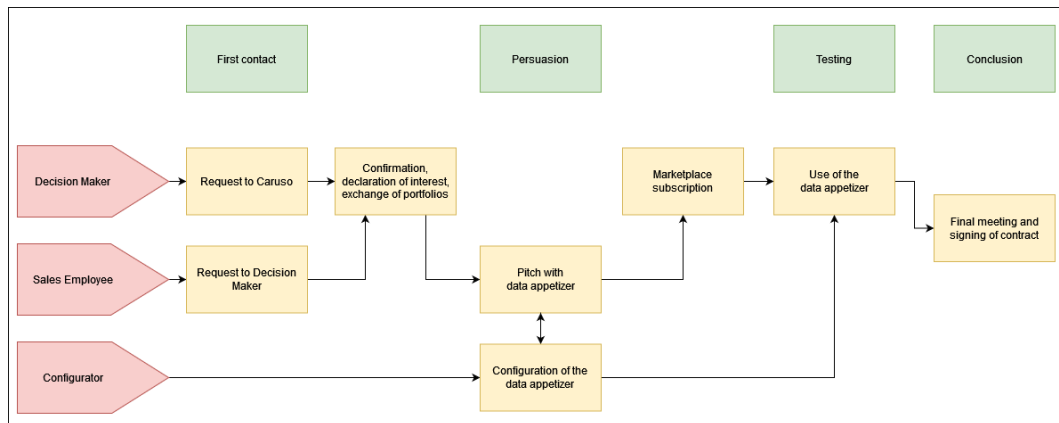 First contact
Persuasion
Testing
Conclusion
Decision Maker
Request to Caruso
Confirmation,
declaration of interest,
exchange of portfolios
Marketplace
subscription
Use of the
data appetizer
Final meeting and
signing of contract
Sales Employee
Request to Decision
Maker
Pitch with
data appetizer
Configurator
Configuration of the
data appetizer